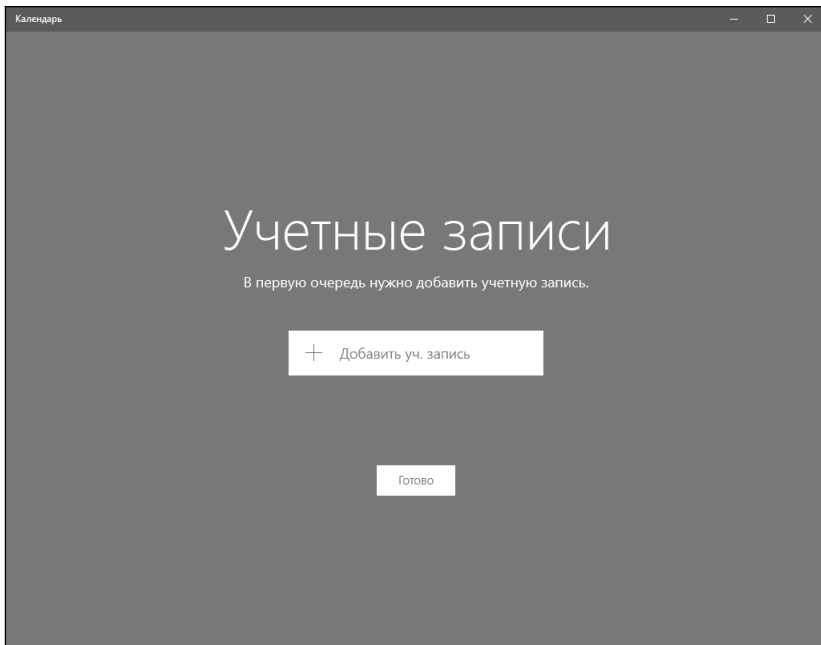 Календарь
Учетные записи
В первую очередь нужно добавить учетную запись.
Добавить уч. запись
Готово